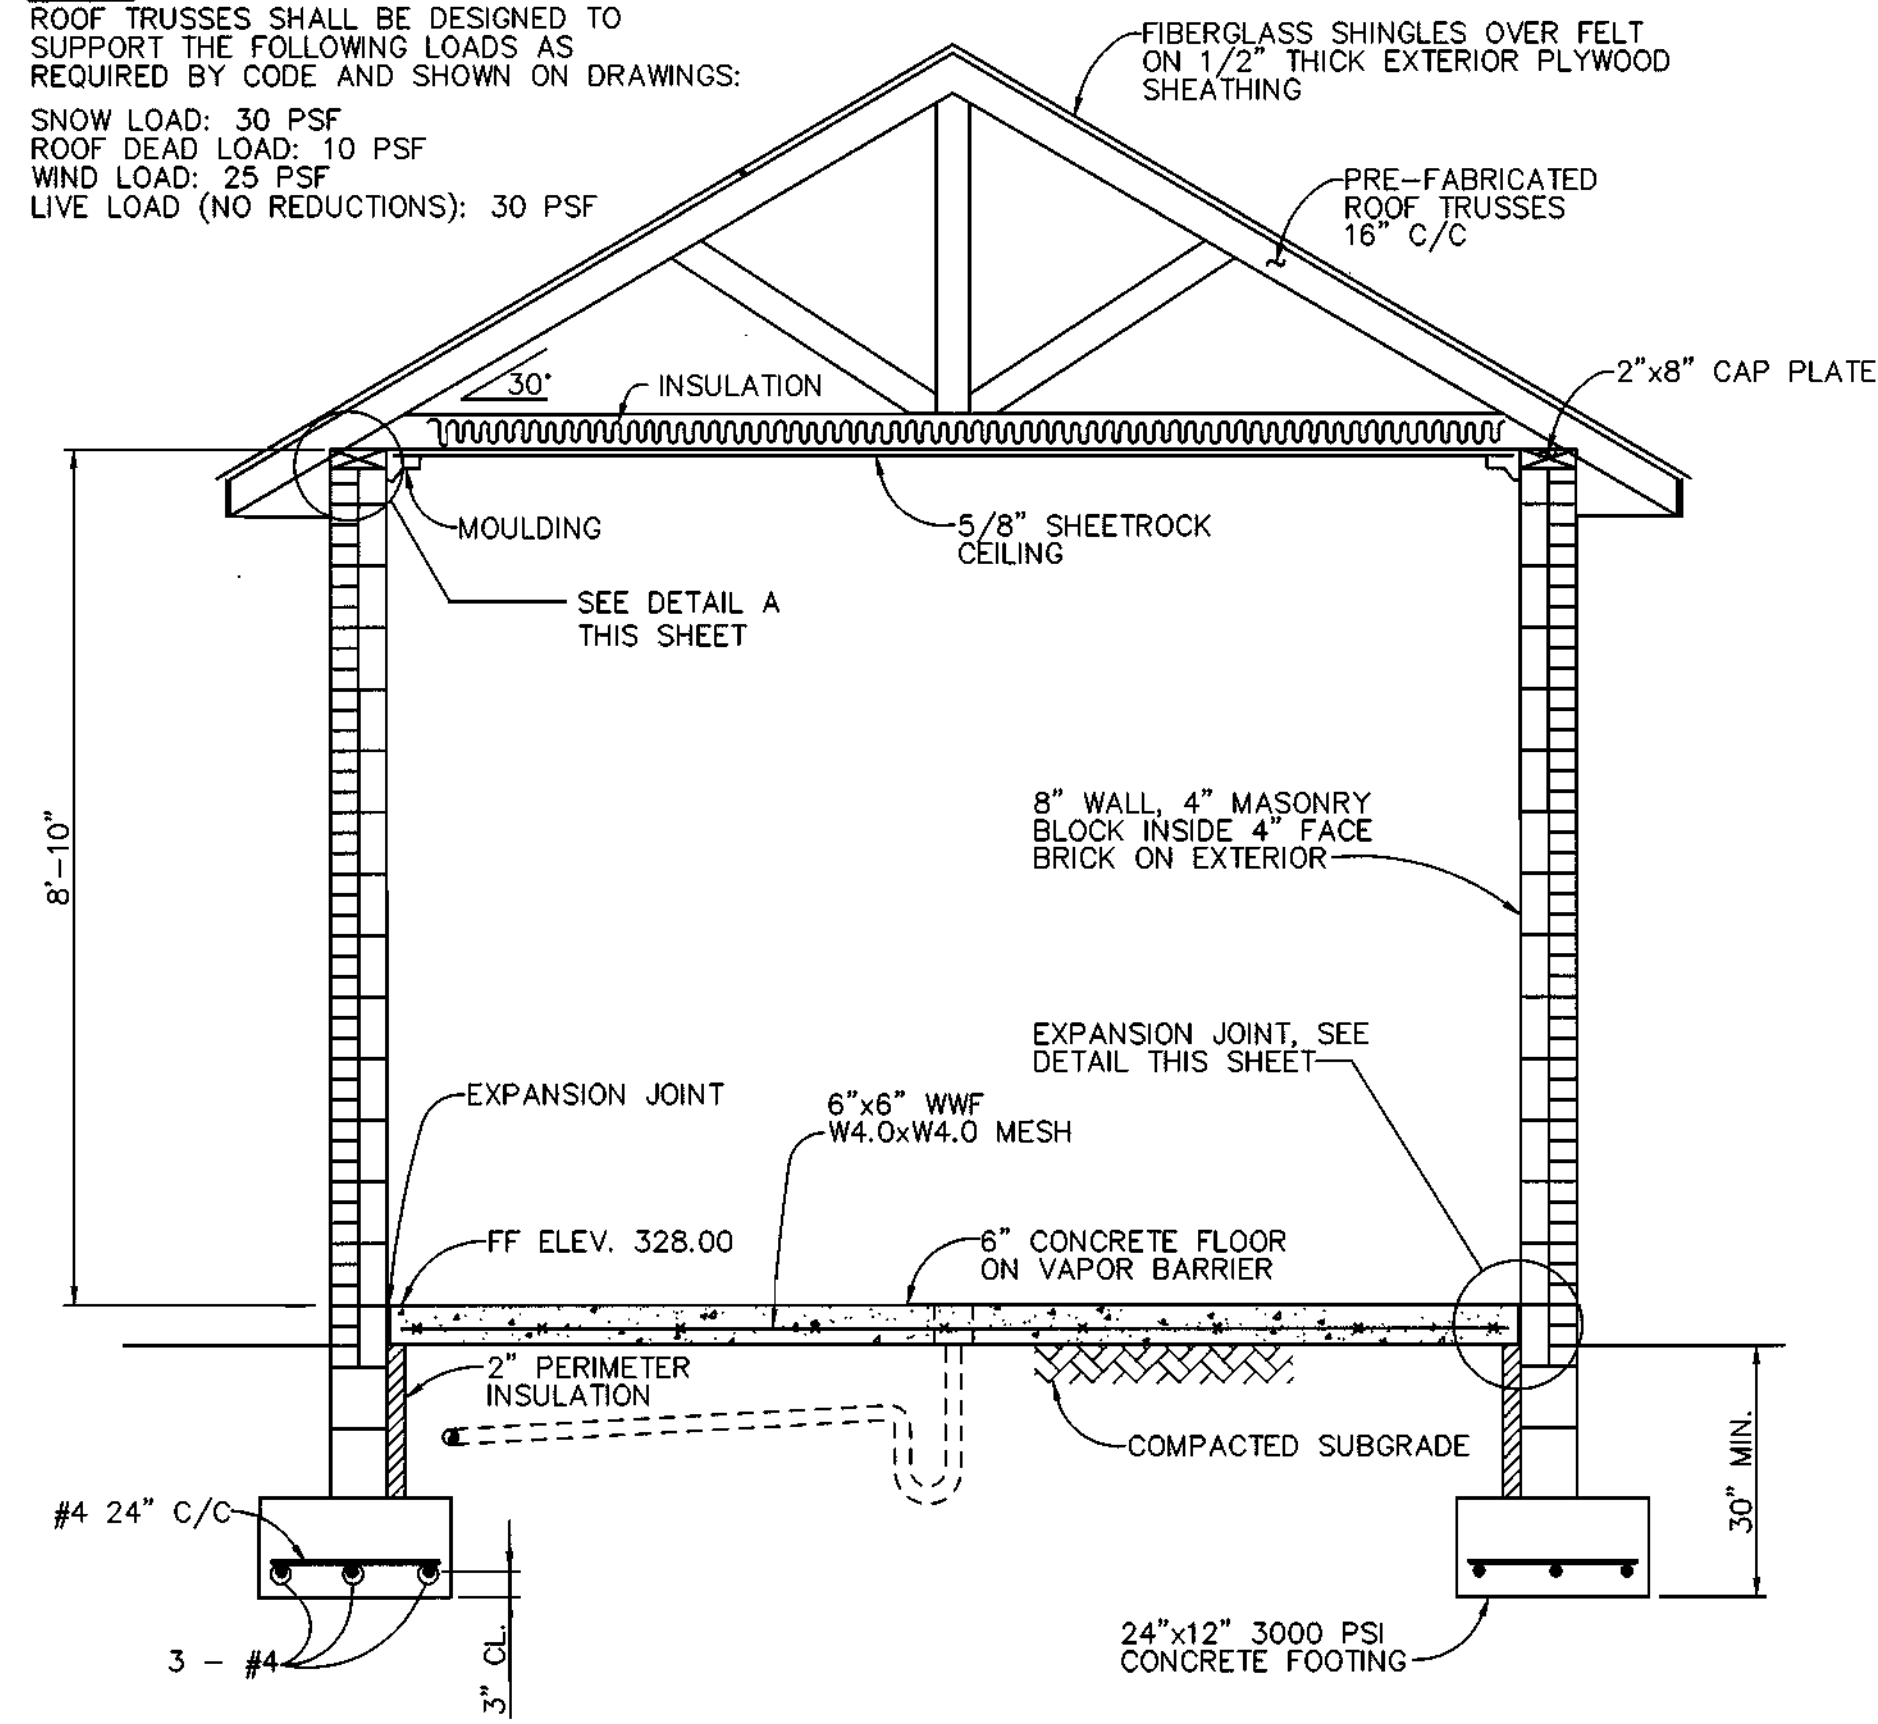 ROOF TRUSSES SHALL BE DESIGNED TO
SUPPORT THE FOLLOWING LOADS AS
REQUIRED BY CODE AND SHOWN ON DRAWINGS:
SNOW LOAD: 30 PSF
ROOF DEAD LOAD: 10 PSF
WIND LOAD: 25 PSF
LIVE LOAD (NO REDUCTIONS): 30 PSF
FIBERGLASS SHINGLES OVER FELT
ON 1/2" THICK EXTERIOR PLYWOOD
SHEATHING
PRE-FABRICATED
ROOF TRUSSES
16" C/C
30°
INSULATION
2"x8" CAP PLATE
MOULDING
5/8" SHEETROCK
CEILING
SEE DETAIL A
THIS SHEET
8'-10"
8" WALL, 4" MASONRY
BLOCK INSIDE 4" FACE
BRICK ON EXTERIOR
EXPANSION JOINT, SEE
DETAIL THIS SHEET
EXPANSION JOINT
6"x6" WWF
W4.0xW4.0 MESH
FF ELEV. 328.00
6" CONCRETE FLOOR
ON VAPOR BARRIER
2" PERIMETER
INSULATION
COMPACTED SUBGRADE
30" MIN.
#4 24" C/C
3 - #4
3" CL.
24"x12" 3000 PSI
CONCRETE FOOTING